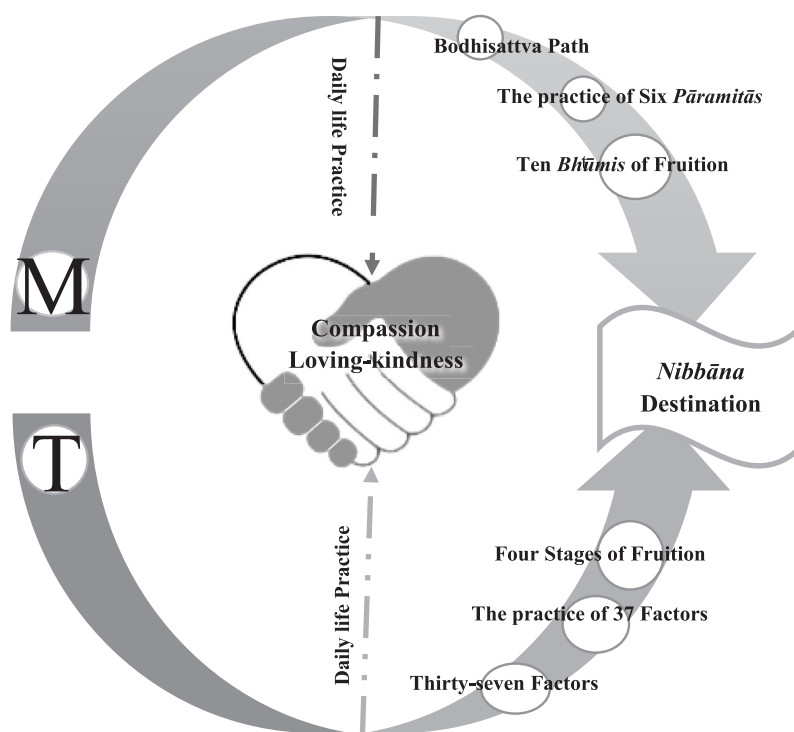 Bodhisattva Path
The practice of Six Pāramitās
Ten Bhūmis of Fruition
Daily life Practice
M
Compassion
Loving-kindness
Nibbāna
Destination
T
Daily life Practice
Four Stages of Fruition
The practice of 37 Factors
Thirty-seven Factors